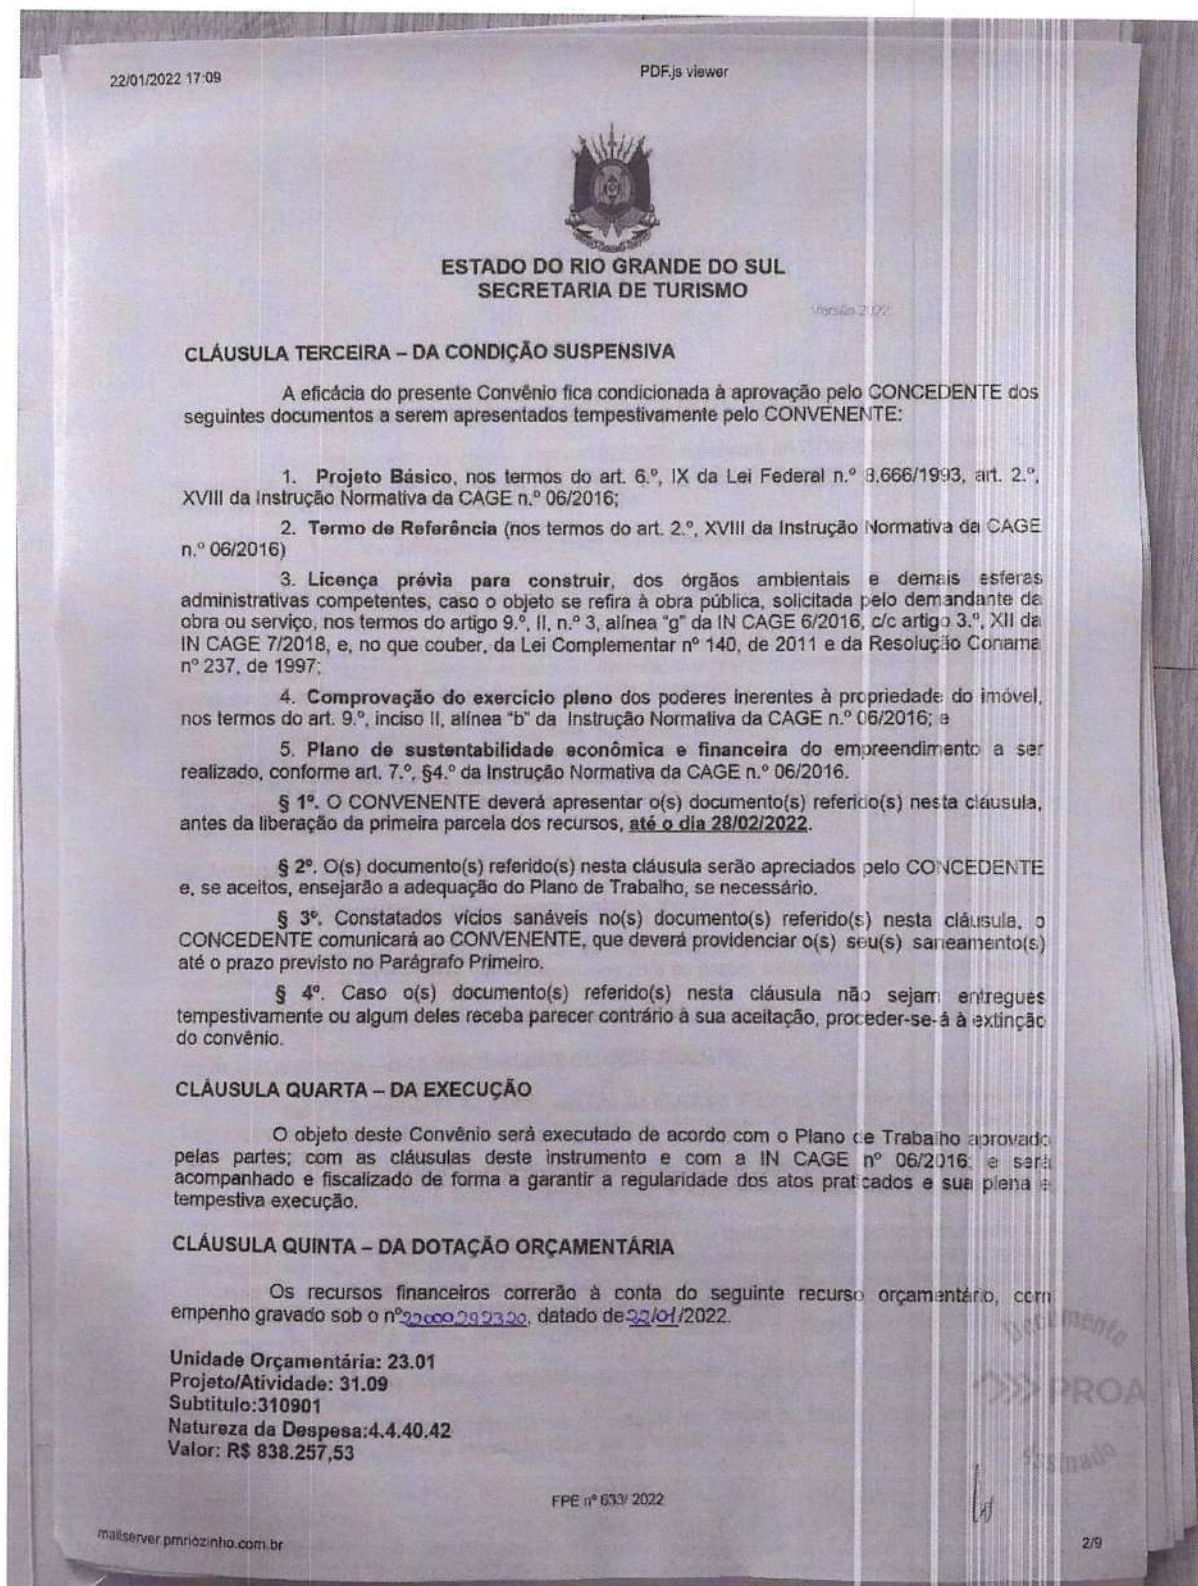 22/01/2022 17:09
PDF.js viewer
ESTADO DO RIO GRANDE DO SUL
SECRETARIA DE TURISMO
Versão 2022
CLÁUSULA TERCEIRA – DA CONDIÇÃO SUSPENSIVA
A eficácia do presente Convênio fica condicionada à aprovação pelo CONCEDENTE dos
seguintes documentos a serem apresentados tempestivamente pelo CONVENENTE:
1. Projeto Básico, nos termos do art. 6.º, IX da Lei Federal n.º 8.666/1993, art. 2.º,
XVIII da Instrução Normativa da CAGE n.º 06/2016;
2. Termo de Referência (nos termos do art. 2.º, XVIII da Instrução Normativa da CAGE
n.º 06/2016)
3. Licença prévia para construir, dos órgãos ambientais e demais esferas
administrativas competentes, caso o objeto se refira à obra pública, solicitada pelo demandante da
obra ou serviço, nos termos do artigo 9.º, II, n.º 3, alínea "g" da IN CAGE 6/2016, c/c artigo 3.º, XII da
IN CAGE 7/2018, e, no que couber, da Lei Complementar nº 140, de 2011 e da Resolução Conama
nº 237, de 1997;
4. Comprovação do exercício pleno dos poderes inerentes à propriedade do imóvel,
nos termos do art. 9.º, inciso II, alínea "b" da Instrução Normativa da CAGE n.º 06/2016; e
5. Plano de sustentabilidade econômica e financeira do empreendimento a ser
realizado, conforme art. 7.º, §4.º da Instrução Normativa da CAGE n.º 06/2016.
§ 1º. O CONVENENTE deverá apresentar o(s) documento(s) referido(s) nesta cláusula,
antes da liberação da primeira parcela dos recursos, até o dia 28/02/2022.
§ 2º. O(s) documento(s) referido(s) nesta cláusula serão apreciados pelo CONCEDENTE
e, se aceitos, ensejarão a adequação do Plano de Trabalho, se necessário.
§ 3º. Constatados vícios sanáveis no(s) documento(s) referido(s) nesta cláusula, o
CONCEDENTE comunicará ao CONVENENTE, que deverá providenciar o(s) seu(s) saneamento(s)
até o prazo previsto no Parágrafo Primeiro.
§ 4º. Caso o(s) documento(s) referido(s) nesta cláusula não sejam entregues
tempestivamente ou algum deles receba parecer contrário à sua aceitação, proceder-se-á à extinção
do convênio.
CLÁUSULA QUARTA – DA EXECUÇÃO
O objeto deste Convênio será executado de acordo com o Plano de Trabalho aprovado
pelas partes; com as cláusulas deste instrumento e com a IN CAGE nº 06/2016; e será
acompanhado e fiscalizado de forma a garantir a regularidade dos atos praticados e sua plena e
tempestiva execução.
CLÁUSULA QUINTA – DA DOTAÇÃO ORÇAMENTÁRIA
Os recursos financeiros correrão à conta do seguinte recurso orçamentário, com
empenho gravado sob o nº, datado de 22/01/2022.
Unidade Orçamentária: 23.01
Projeto/Atividade: 31.09
Subtitulo:310901
Natureza da Despesa:4.4.40.42
Valor: R$ 838.257,53
Documento
PROA
Assinado
FPE nº 633/ 2022
mailserver.pmriozinho.com.br
2/9